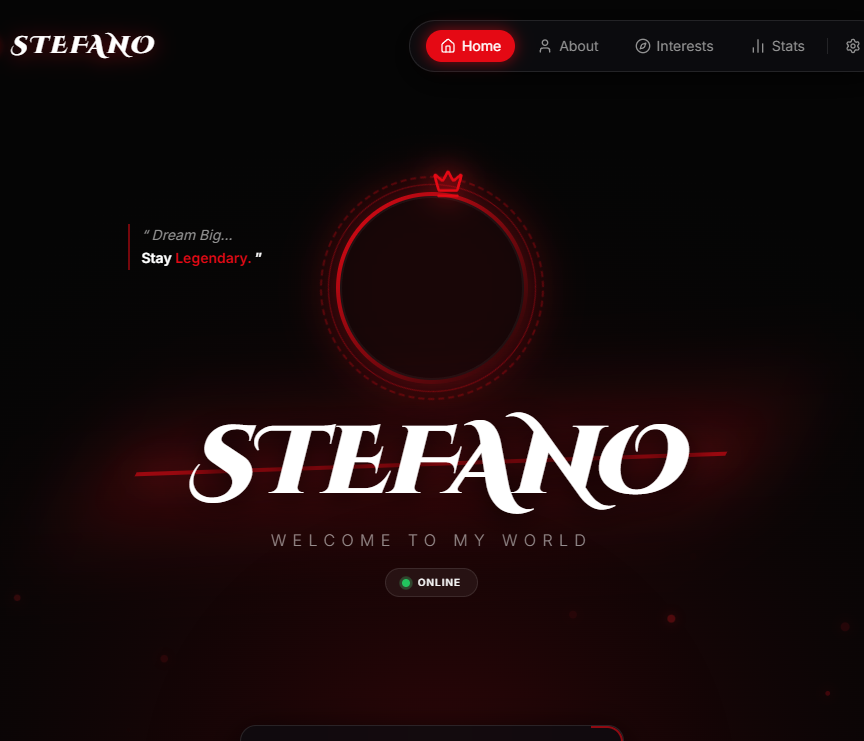 STEFANO
Home About Interests Stats
“ Dream Big...
Stay Legendary. "
STEFANO
WELCOME TO MY WORLD
ONLINE